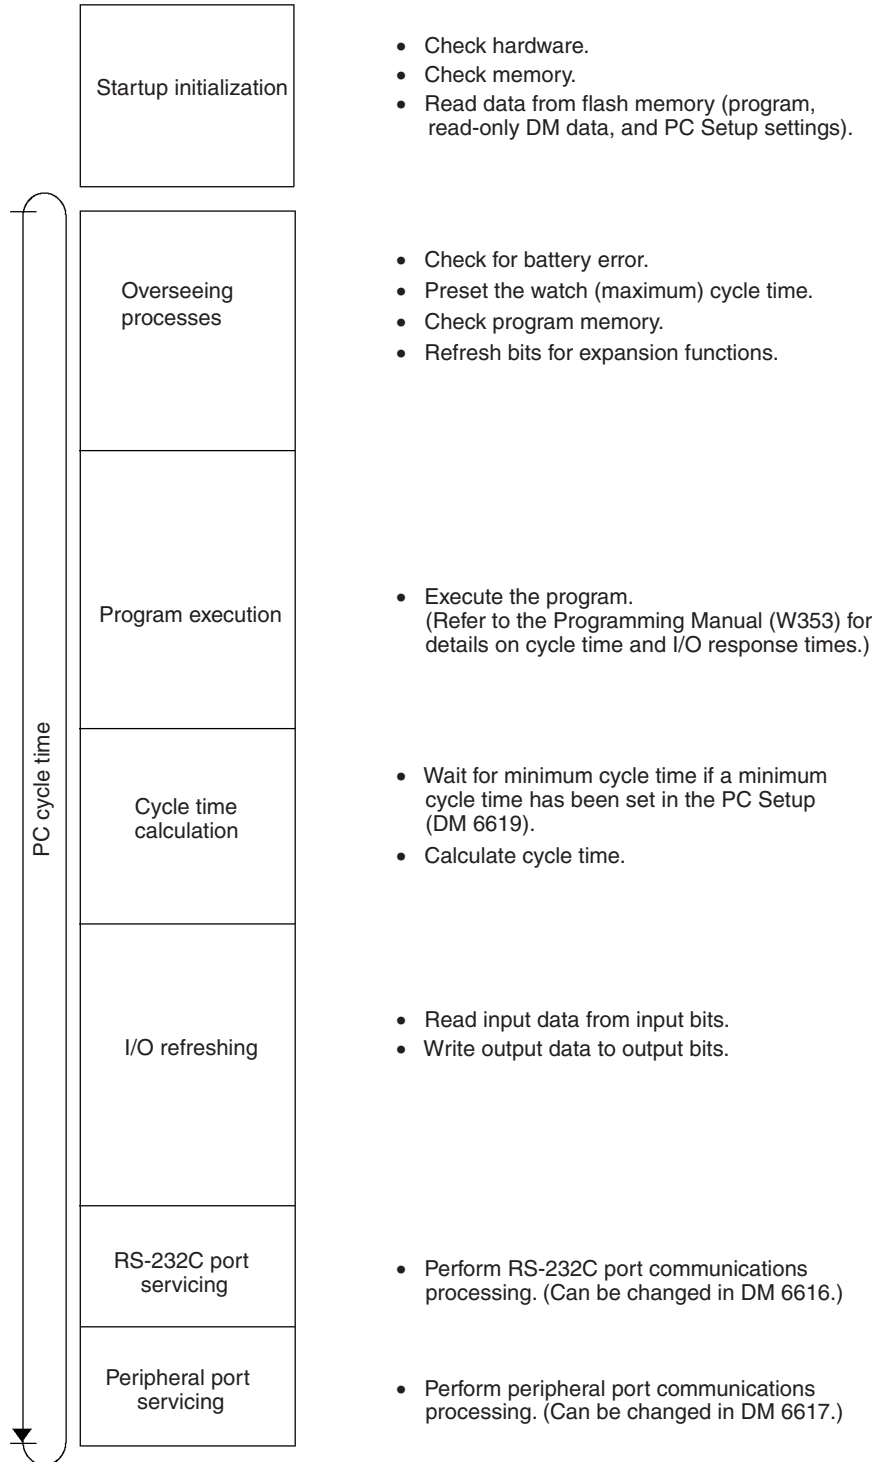 Startup initialization
• Check hardware.
• Check memory.
• Read data from flash memory (program,
read-only DM data, and PC Setup settings).
PC cycle time
Overseeing
processes
• Check for battery error.
• Preset the watch (maximum) cycle time.
• Check program memory.
• Refresh bits for expansion functions.
Program execution
• Execute the program.
(Refer to the Programming Manual (W353) for
details on cycle time and I/O response times.)
Cycle time
calculation
• Wait for minimum cycle time if a minimum
cycle time has been set in the PC Setup
(DM 6619).
• Calculate cycle time.
I/O refreshing
• Read input data from input bits.
• Write output data to output bits.
RS-232C port
servicing
• Perform RS-232C port communications
processing. (Can be changed in DM 6616.)
Peripheral port
servicing
• Perform peripheral port communications
processing. (Can be changed in DM 6617.)